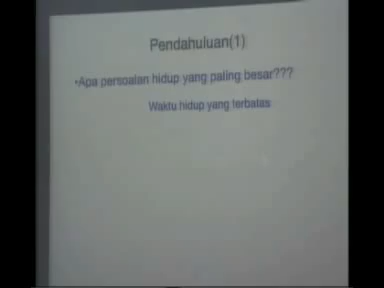 Pendahuluan(1)
•Apa persoalan hidup yang paling besar???
Waktu hidup yang terbatas